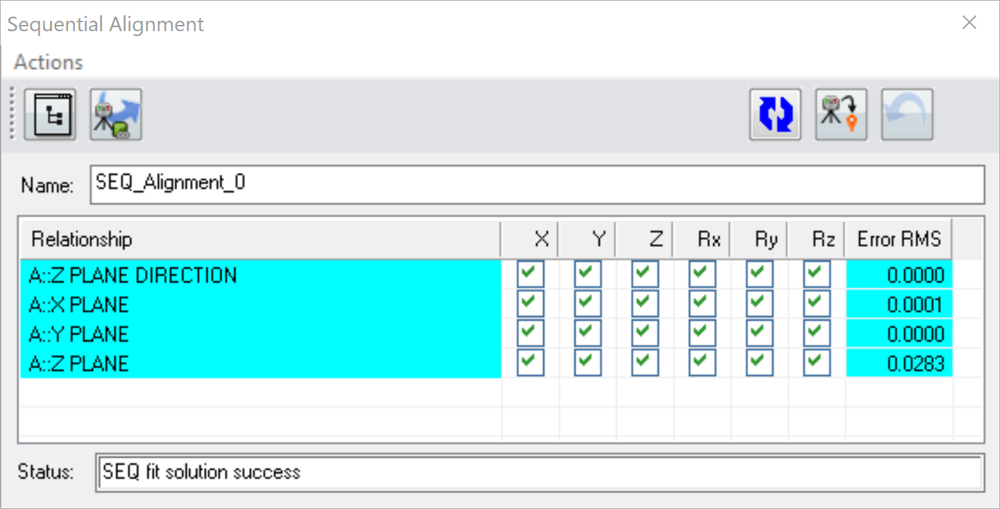 Sequential Alignment
Actions
Name: SEQ_Alignment_0
Relationship X Y Z Rx Ry Rz Error RMS
A::Z PLANE DIRECTION 0.0000
A::X PLANE 0.0001
A::Y PLANE 0.0000
A::Z PLANE 0.0283
Status: SEQ fit solution success